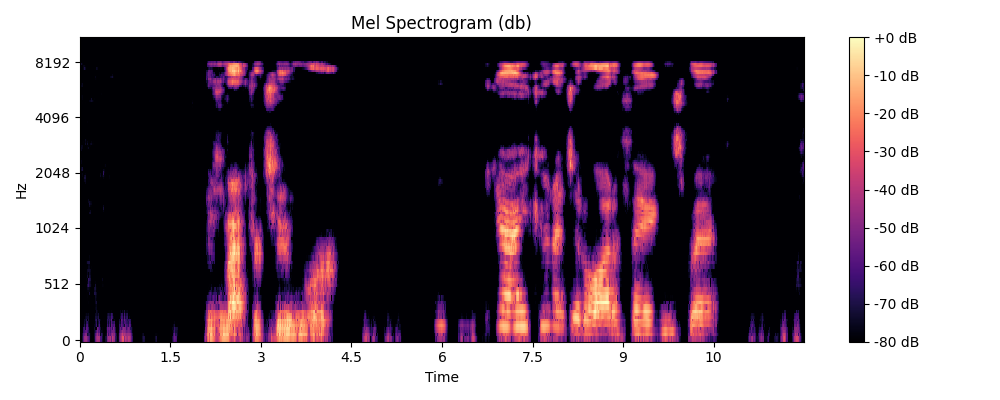 Mel Spectrogram (db)
8192
4096
2048
1024
512
0
Hz
0 1.5 3 4.5 6 7.5 9 10
Time
+0 dB
-10 dB
-20 dB
-30 dB
-40 dB
-50 dB
-60 dB
-70 dB
-80 dB